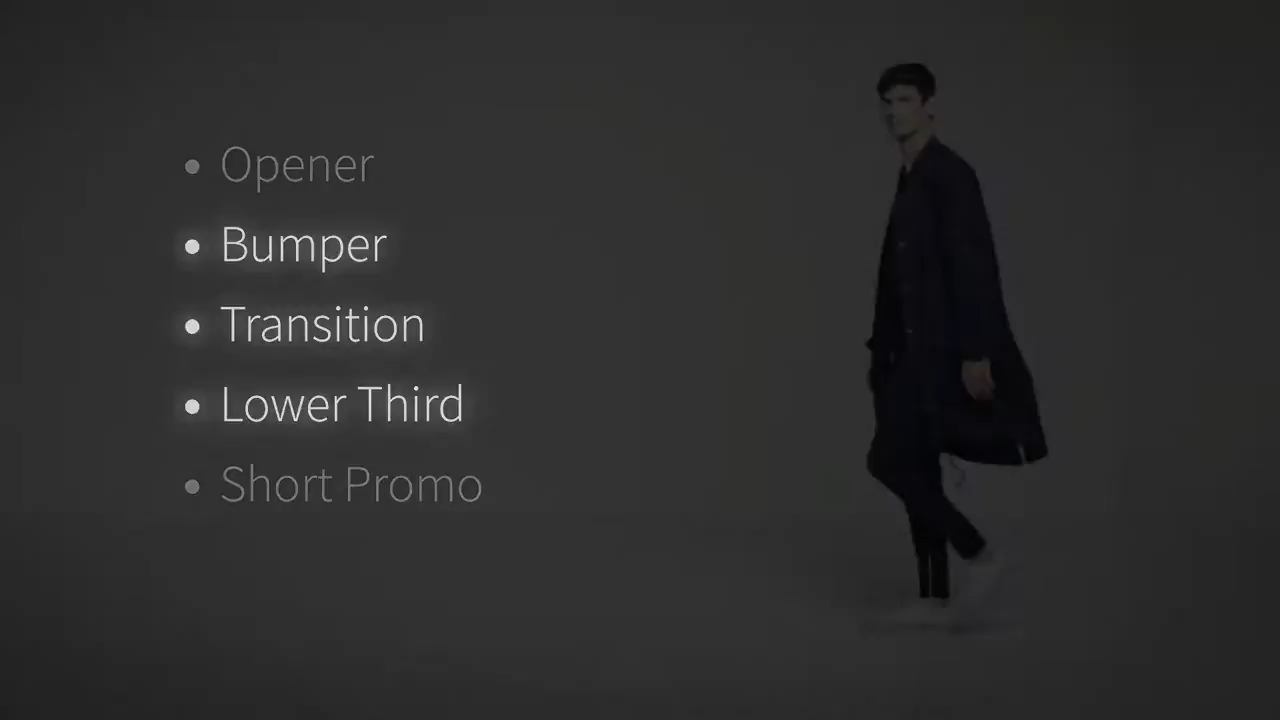 • Opener
• Bumper
• Transition
• Lower Third
• Short Promo